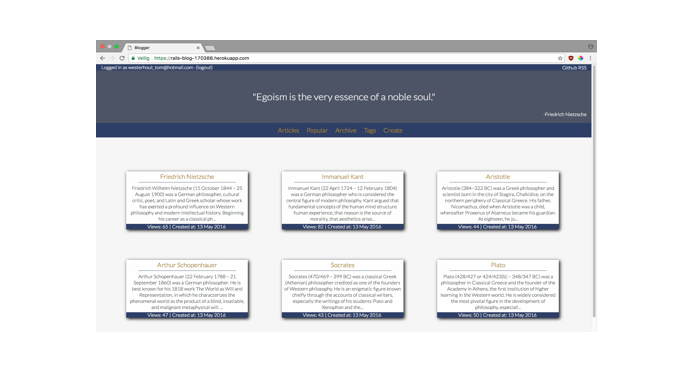 Blogger
Veilig https://rails-blog-170388.herokuapp.com
Logged in as westerhout_tom@hotmail.com (logout)
Github RSS
"Egoism is the very essence of a noble soul."
- Friedrich Nietzsche
Articles Popular Archive Tags Create
Friedrich Nietzsche
Friedrich Wilhelm Nietzsche (15 October 1844 – 25
August 1900) was a German philosopher, cultural
critic, poet, and Latin and Greek scholar whose work
has exerted a profound influence on Western
philosophy and modern intellectual history. Beginning
his career as a classical ph...
Views: 65 | Created at: 13 May 2016
Immanuel Kant
Immanuel Kant (22 April 1724 – 12 February 1804)
was a German philosopher who is considered the
central figure of modern philosophy. Kant argued that
fundamental concepts of the human mind structure
human experience, that reason is the source of
morality, that aesthetics arise...
Views: 82 | Created at: 13 May 2016
Aristotle
Aristotle (384–322 BC) was a Greek philosopher and
scientist born in the city of Stagira, Chalkidice, on the
northern periphery of Classical Greece. His father,
Nicomachus, died when Aristotle was a child,
whereafter Proxenus of Atarneus became his guardian.
At eighteen, he jo...
Views: 44 | Created at: 13 May 2016
Arthur Schopenhauer
Arthur Schopenhauer (22 February 1788 – 21
September 1860) was a German philosopher. He is
best known for his 1818 work The World as Will and
Representation, in which he characterizes the
phenomenal world as the product of a blind, insatiable,
and malignant metaphysical will ...
Views: 47 | Created at: 13 May 2016
Socrates
Socrates (470/469 – 399 BC) was a classical Greek
(Athenian) philosopher credited as one of the founders
of Western philosophy. He is an enigmatic figure known
chiefly through the accounts of classical writers,
especially the writings of his students Plato and
Xenophon and the...
Views: 43 | Created at: 13 May 2016
Plato
Plato (428/427 or 424/423[b] – 348/347 BC) was a
philosopher in Classical Greece and the founder of the
Academy in Athens, the first institution of higher
learning in the Western world. He is widely considered
the most pivotal figure in the development of
philosophy, especiall...
Views: 50 | Created at: 13 May 2016